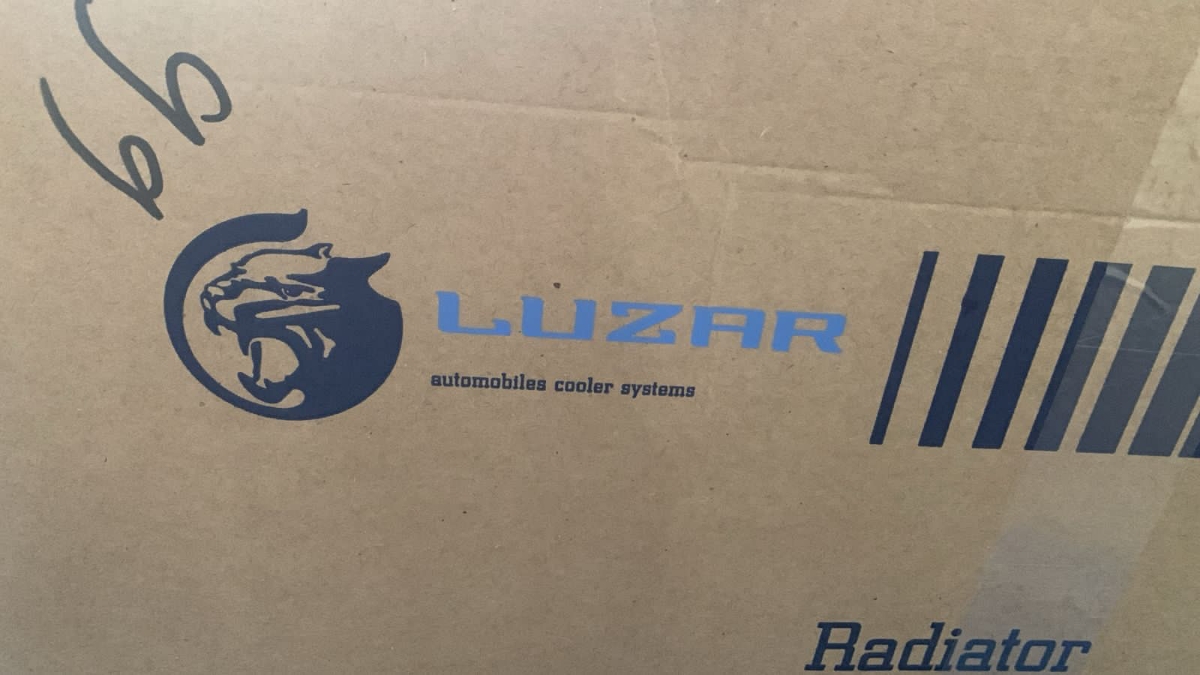 LUZAR
automobiles cooler systems
Radiator